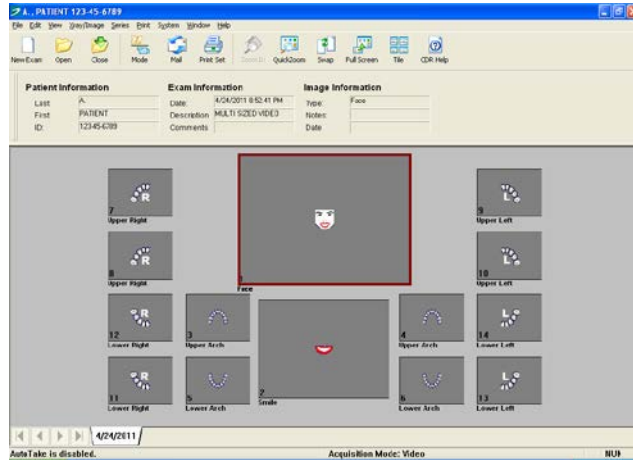 A., PATIENT 123-45-6789
File Edit View Xray/Image Series Print System Window Help
New Exam Open Close Mode Mail Print Set Zoom In QuickZoom Swap Full Screen Tile CDR Help
Patient Information Exam Information Image Information
Last A. Date: 4/24/2011 8:52:41 PM Type: Face
First PATIENT Description MULTI SIZED VIDEO Notes:
ID: 123-45-6789 Comments Date
R L
7 9
Upper Right Upper Left
R L
8 1 10
Upper Right Face Upper Left
R L
12 3 4 14
Lower Right Upper Arch Upper Arch Lower Left
R L
11 5 2 6 13
Lower Right Lower Arch Smile Lower Arch Lower Left
4/24/2011
AutoTake is disabled. Acquisition Mode: Video NUM